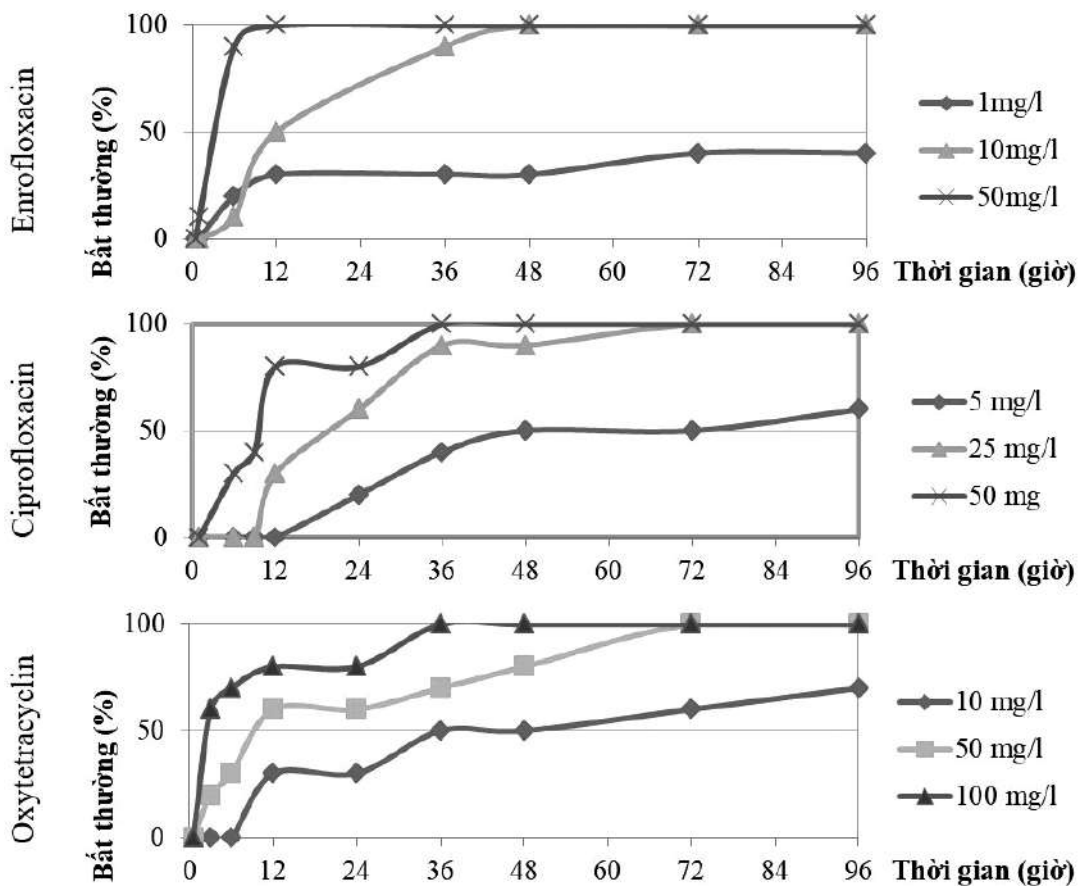 Enrofloxacin
Bất thường (%)
100
50
0
0 12 24 36 48 60 72 84 96 Thời gian (giờ)
1mg/l
10mg/l
50mg/l
Ciprofloxacin
Bất thường (%)
100
50
0
0 12 24 36 48 60 72 84 96 Thời gian (giờ)
5 mg/l
25 mg/l
50 mg
Oxytetracyclin
Bất thường (%)
100
50
0
0 12 24 36 48 60 72 84 96 Thời gian (giờ)
10 mg/l
50 mg/l
100 mg/l